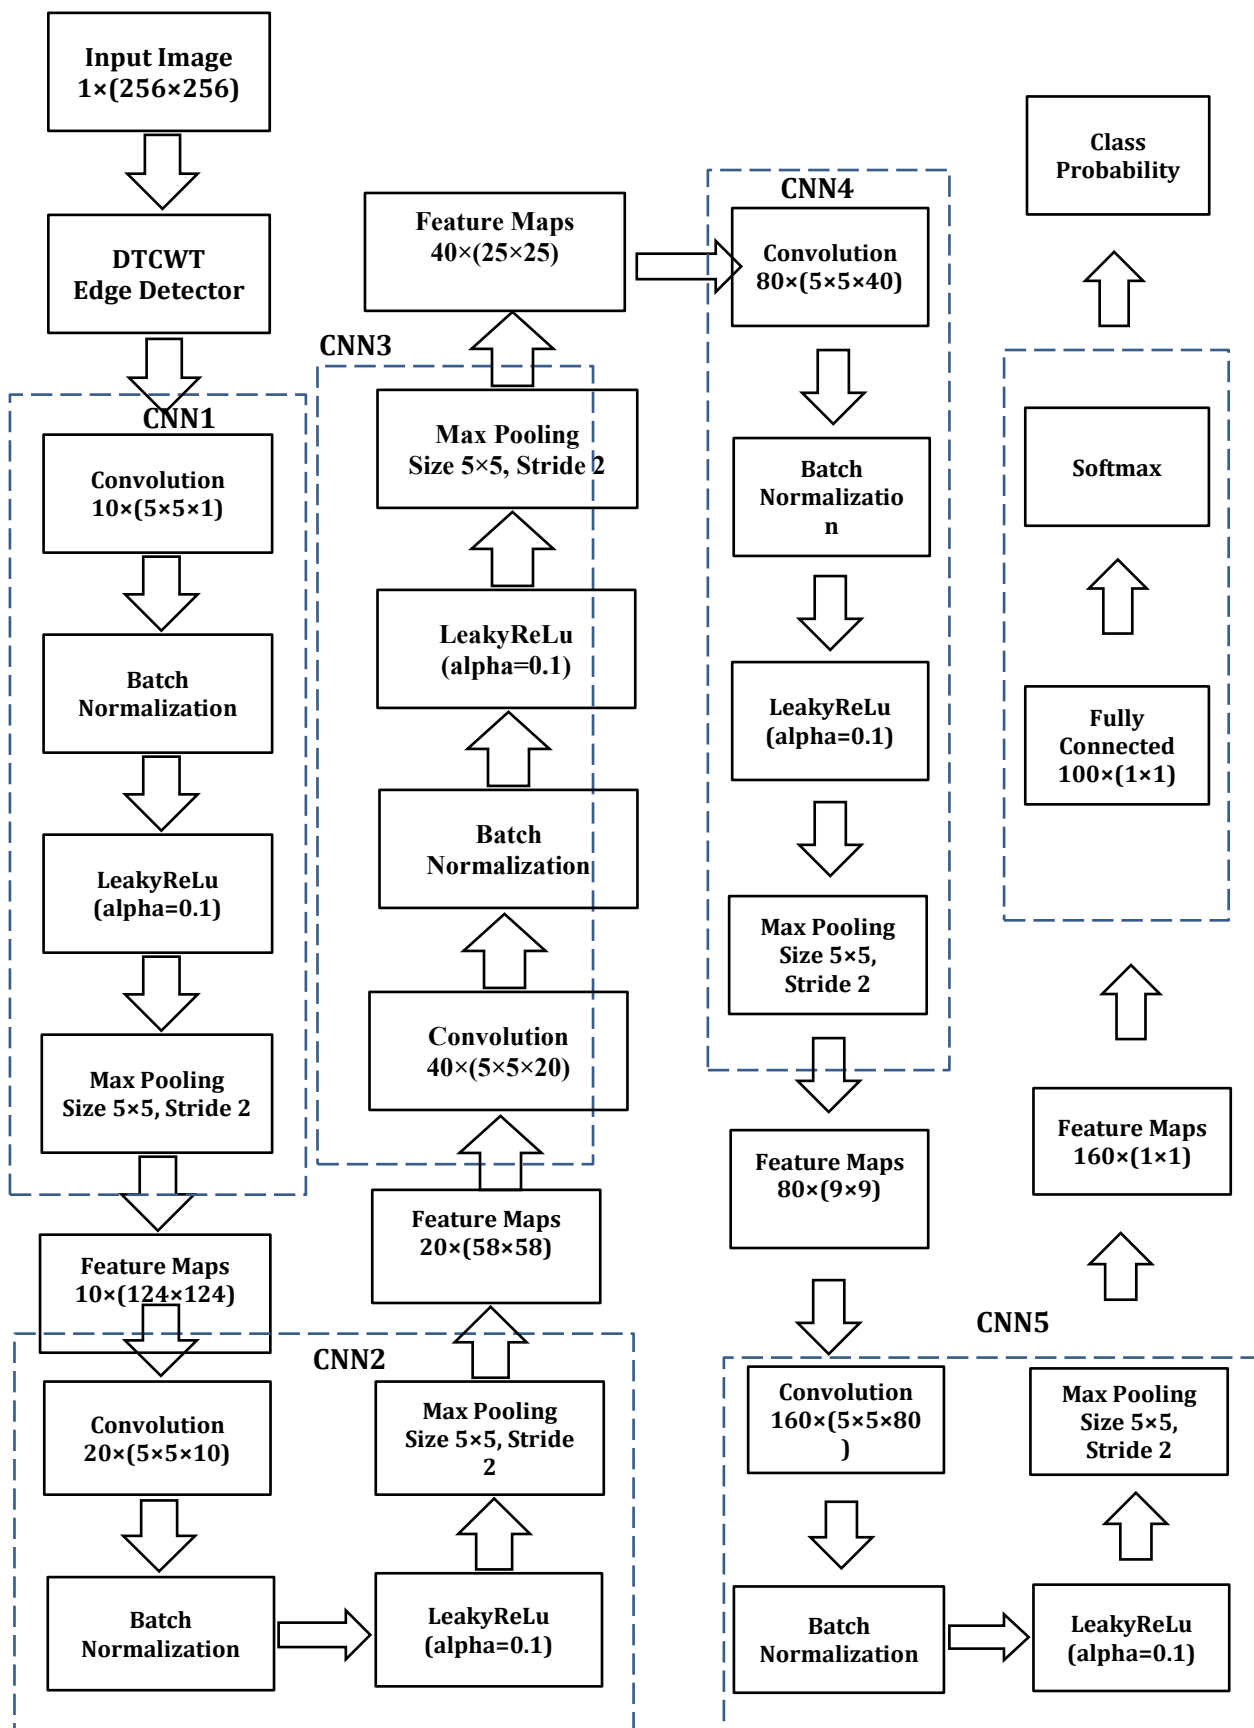 Input Image
1×(256×256)
DTCWT
Edge Detector
CNN1
Convolution
10×(5×5×1)
Batch
Normalization
LeakyReLu
(alpha=0.1)
Max Pooling
Size 5×5, Stride 2
Feature Maps
10×(124×124)
CNN2
Convolution
20×(5×5×10)
Batch
Normalization
LeakyReLu
(alpha=0.1)
Max Pooling
Size 5×5, Stride
2
Feature Maps
20×(58×58)
CNN3
Convolution
40×(5×5×20)
Batch
Normalization
LeakyReLu
(alpha=0.1)
Max Pooling
Size 5×5, Stride 2
Feature Maps
40×(25×25)
CNN4
Convolution
80×(5×5×40)
Batch
Normalizatio
n
LeakyReLu
(alpha=0.1)
Max Pooling
Size 5×5,
Stride 2
Feature Maps
80×(9×9)
CNN5
Convolution
160×(5×5×80
)
Batch
Normalization
LeakyReLu
(alpha=0.1)
Max Pooling
Size 5×5,
Stride 2
Feature Maps
160×(1×1)
Fully
Connected
100×(1×1)
Softmax
Class
Probability